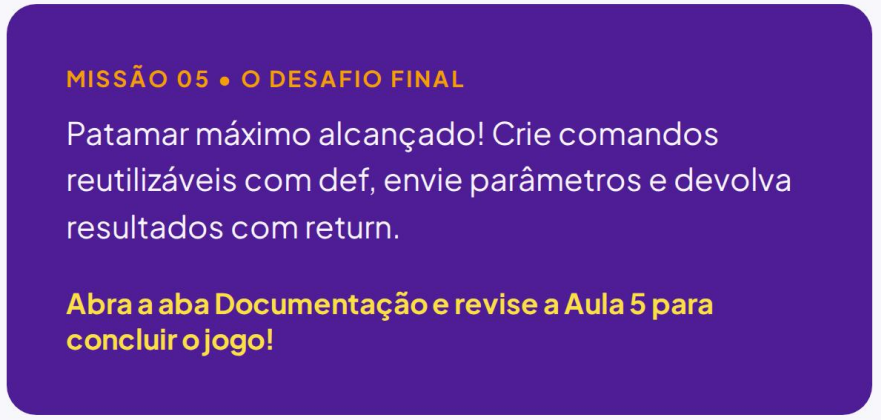 MISSÃO 05 • O DESAFIO FINAL
Patamar máximo alcançado! Crie comandos
reutilizáveis com def, envie parâmetros e devolva
resultados com return.
Abra a aba Documentação e revise a Aula 5 para
concluir o jogo!